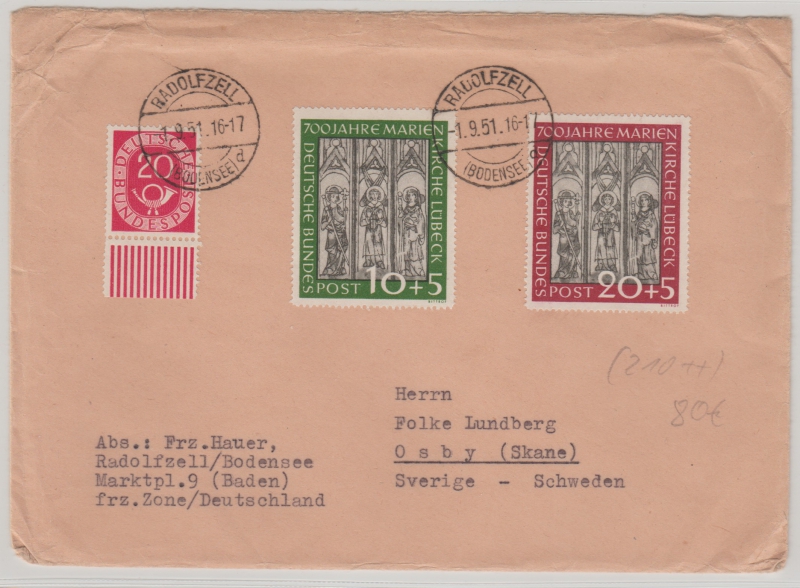 RADOLFZELL
-1.9.51.16-17
(BODENSEE) d
DEUTSCHE
20
BUNDESPOST
700 JAHRE MARIEN
KIRCHE LÜBECK
DEUTSCHE BUNDES
POST 10+5
RADOLFZELL
-1.9.51.16-17
(BODENSEE) d
700 JAHRE MARIEN
KIRCHE LÜBECK
DEUTSCHE BUNDES
POST 20+5
(210++)
80€
Herrn
Folke Lundberg
Osby (Skane)
Sverige - Schweden
Abs.: Frz.Hauer,
Radolfzell/Bodensee
Marktpl.9 (Baden)
frz.Zone/Deutschland